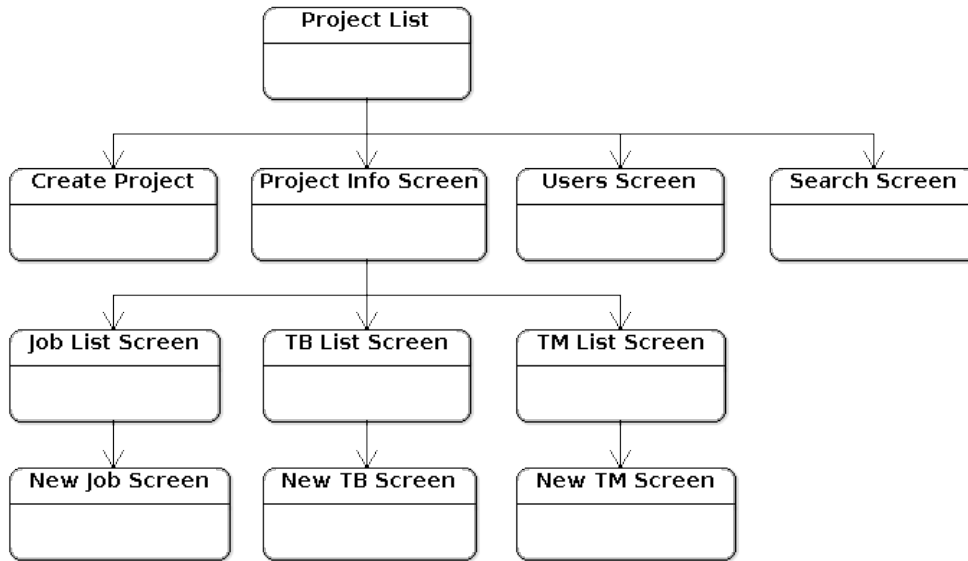 Project List
Create Project
Project Info Screen
Users Screen
Search Screen
Job List Screen
TB List Screen
TM List Screen
New Job Screen
New TB Screen
New TM Screen